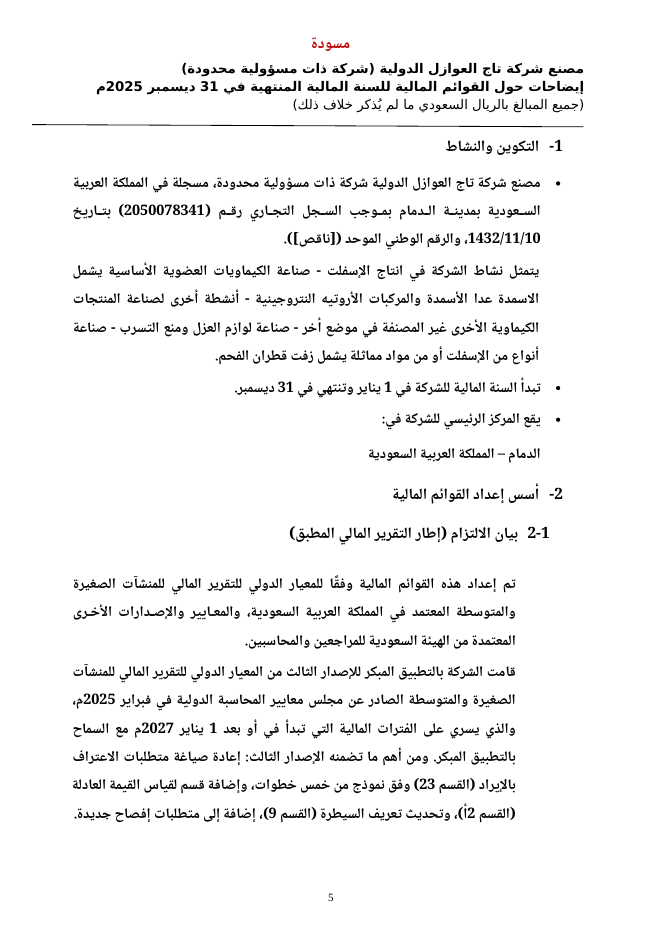 مسودة
مصنع شركة تاج العوازل الدولية (شركة ذات مسؤولية محدودة)
إيضاحات حول القوائم المالية للسنة المالية المنتهية في 31 ديسمبر 2025م
(جميع المبالغ بالريال السعودي ما لم يُذكر خلاف ذلك)
1- التكوين والنشاط
• مصنع شركة تاج العوازل الدولية شركة ذات مسؤولية محدودة، مسجلة في المملكة العربية
السعودية بمدينة الدمام بموجب السجل التجاري رقم (2050078341) بتاريخ
1432/11/10، والرقم الوطني الموحد ([ناقص]).
يتمثل نشاط الشركة في انتاج الإسفلت - صناعة الكيماويات العضوية الأساسية يشمل
الاسمدة عدا الأسمدة والمركبات الأروتيه النتروجينية - أنشطة أخرى لصناعة المنتجات
الكيماوية الأخرى غير المصنفة في موضع أخر - صناعة لوازم العزل ومنع التسرب - صناعة
أنواع من الإسفلت أو من مواد مماثلة يشمل زفت قطران الفحم.
• تبدأ السنة المالية للشركة في 1 يناير وتنتهي في 31 ديسمبر.
• يقع المركز الرئيسي للشركة في:
الدمام – المملكة العربية السعودية
2- أسس إعداد القوائم المالية
2-1 بيان الالتزام (إطار التقرير المالي المطبق)
تم إعداد هذه القوائم المالية وفقًا للمعيار الدولي للتقرير المالي للمنشآت الصغيرة
والمتوسطة المعتمد في المملكة العربية السعودية، والمعايير والإصدارات الأخرى
المعتمدة من الهيئة السعودية للمراجعين والمحاسبين.
قامت الشركة بالتطبيق المبكر للإصدار الثالث من المعيار الدولي للتقرير المالي للمنشآت
الصغيرة والمتوسطة الصادر عن مجلس معايير المحاسبة الدولية في فبراير 2025م،
والذي يسري على الفترات المالية التي تبدأ في أو بعد 1 يناير 2027م مع السماح
بالتطبيق المبكر. ومن أهم ما تضمنه الإصدار الثالث: إعادة صياغة متطلبات الاعتراف
بالإيراد (القسم 23) وفق نموذج من خمس خطوات، وإضافة قسم لقياس القيمة العادلة
(القسم 2أ)، وتحديث تعريف السيطرة (القسم 9)، إضافة إلى متطلبات إفصاح جديدة.
5